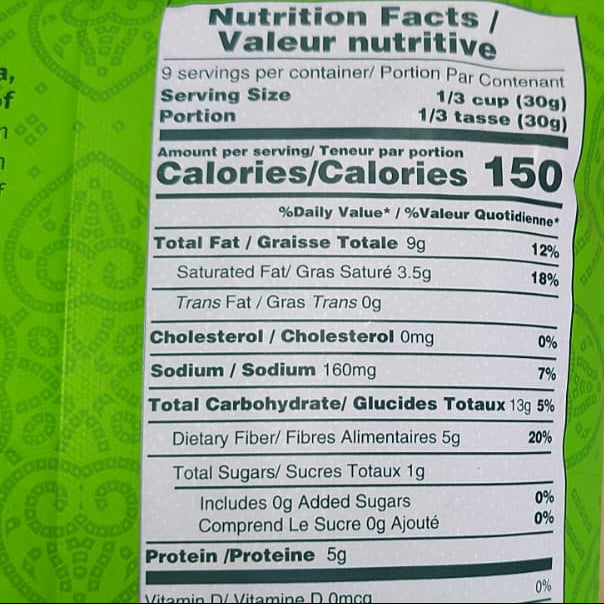 a,
of
n
n
f
Nutrition Facts /
Valeur nutritive
9 servings per container/ Portion Par Contenant
Serving Size 1/3 cup (30g)
Portion 1/3 tasse (30g)
Amount per serving/ Teneur par portion
Calories/Calories 150
%Daily Value* / %Valeur Quotidienne*
Total Fat / Graisse Totale 9g 12%
Saturated Fat/ Gras Saturé 3.5g 18%
Trans Fat / Gras Trans 0g
Cholesterol / Cholesterol 0mg 0%
Sodium / Sodium 160mg 7%
Total Carbohydrate/ Glucides Totaux 13g 5%
Dietary Fiber/ Fibres Alimentaires 5g 20%
Total Sugars/ Sucres Totaux 1g
Includes 0g Added Sugars 0%
Comprend Le Sucre 0g Ajouté 0%
Protein /Proteine 5g
Vitamin D/ Vitamine D 0mcg 0%